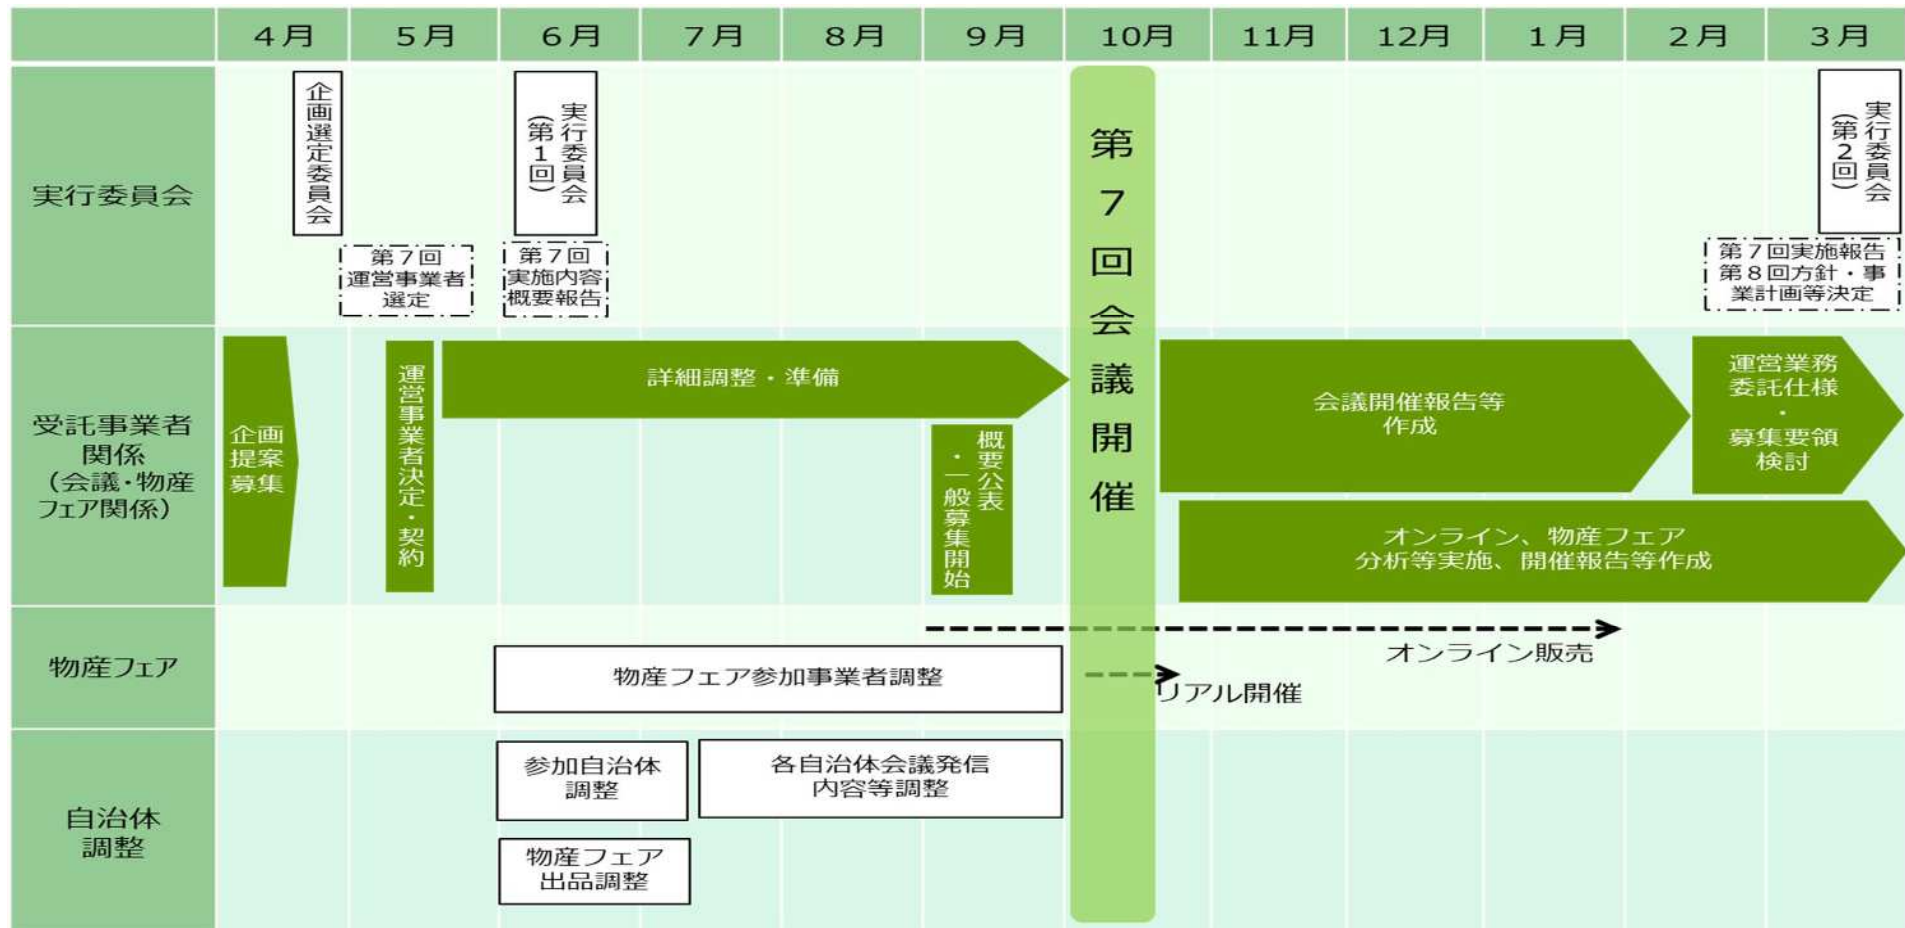 4月
5月
6月
7月
8月
9月
10月
11月
12月
1月
2月
3月
実行委員会
企画選定委員会
実行委員会
(第1回)
実行委員会
(第2回)
第7回
運営事業者
選定
第7回
実施内容
概要報告
第7回実施報告
第8回方針・事
業計画等決定
第7回会議開催
受託事業者
関係
(会議・物産
フェア関係)
企画
提案
募集
運営事業者決定・契約
詳細調整・準備
概要公表
・一般募集開始
会議開催報告等
作成
運営業務
委託仕様
・
募集要領
検討
オンライン、物産フェア
分析等実施、開催報告等作成
物産フェア
物産フェア参加事業者調整
オンライン販売
リアル開催
自治体
調整
参加自治体
調整
各自治体会議発信
内容等調整
物産フェア
出品調整